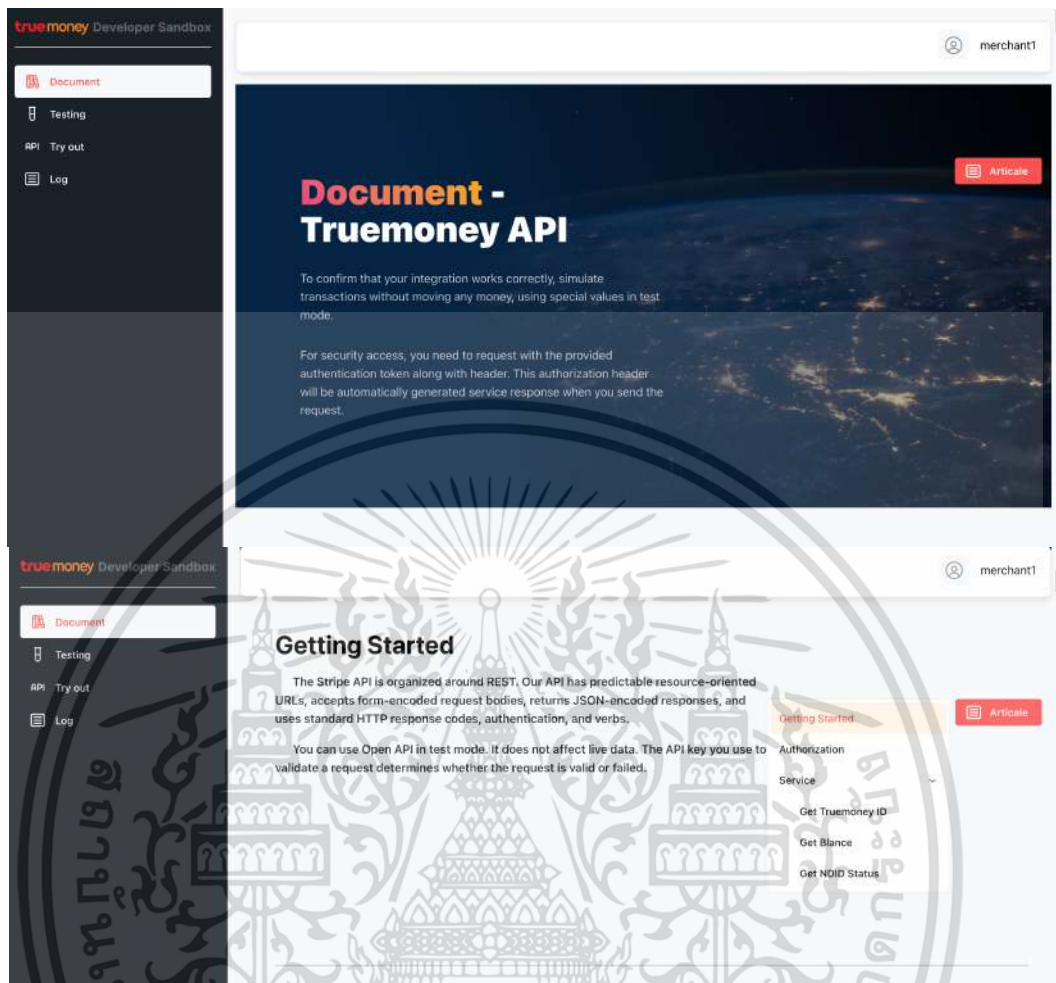 truemoney Developer Sandbox
merchant1
Document
Testing
API Try out
Log
Articale
Document -
Truemoney API
To confirm that your integration works correctly, simulate
transactions without moving any money, using special values in test
mode.
For security access, you need to request with the provided
authentication token along with header. This authorization header
will be automatically generated service response when you send the
request.
truemoney Developer Sandbox
merchant1
Document
Testing
API Try out
Log
Getting Started
The Stripe API is organized around REST. Our API has predictable resource-oriented
URLs, accepts form-encoded request bodies, returns JSON-encoded responses, and
uses standard HTTP response codes, authentication, and verbs.
You can use Open API in test mode. It does not affect live data. The API key you use to
validate a request determines whether the request is valid or failed.
Getting Started
Articale
Authorization
Service
Get Truemoney ID
Get Blance
Get NDID Status